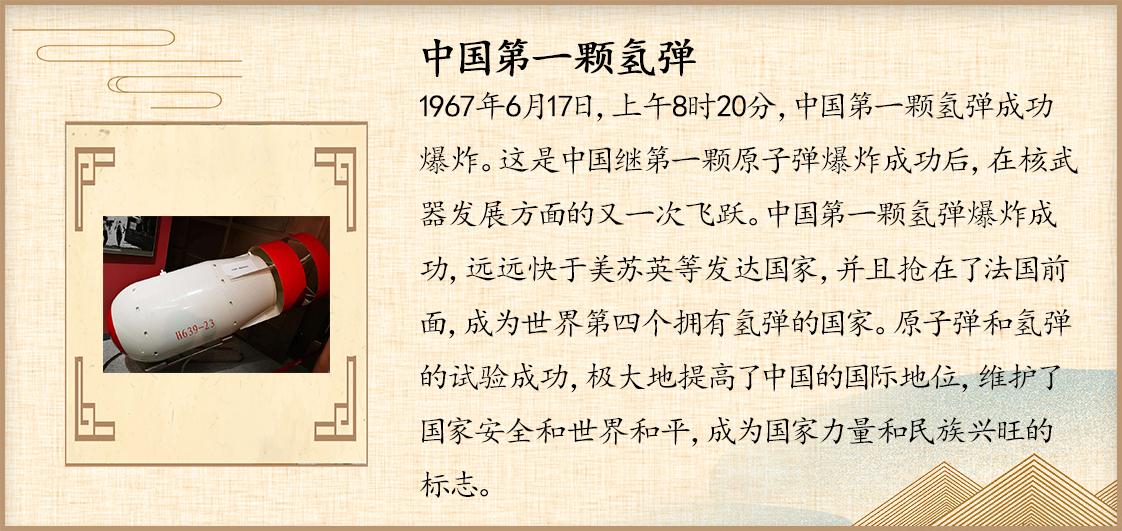 中国第一颗氢弹
1967年6月17日，上午8时20分，中国第一颗氢弹成功
爆炸。这是中国继第一颗原子弹爆炸成功后，在核武
器发展方面的又一次飞跃。中国第一颗氢弹爆炸成
功，远远快于美苏英等发达国家，并且抢在了法国前
面，成为世界第四个拥有氢弹的国家。原子弹和氢弹
的试验成功，极大地提高了中国的国际地位，维护了
国家安全和世界和平，成为国家力量和民族兴旺的
标志。
11639-23